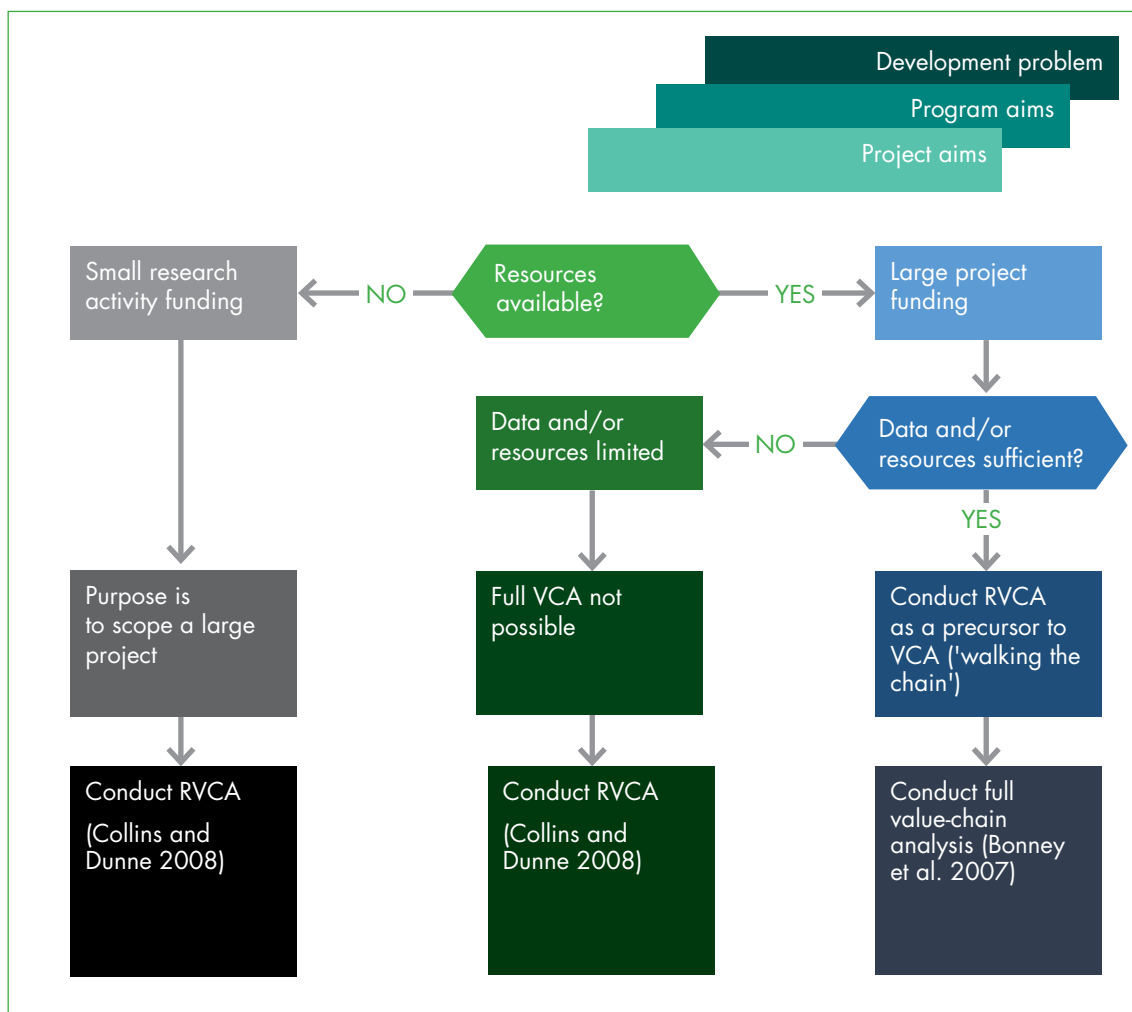 Development problem
Program aims
Project aims
Small research
activity funding
NO
Resources
available?
YES
Large project
funding
Data and/or
resources limited
NO
Data and/or
resources sufficient?
YES
Purpose is
to scope a large
project
Full VCA not
possible
Conduct RVCA
as a precursor to
VCA ('walking the
chain')
Conduct RVCA
(Collins and
Dunne 2008)
Conduct RVCA
(Collins and
Dunne 2008)
Conduct full
value-chain
analysis (Bonney
et al. 2007)